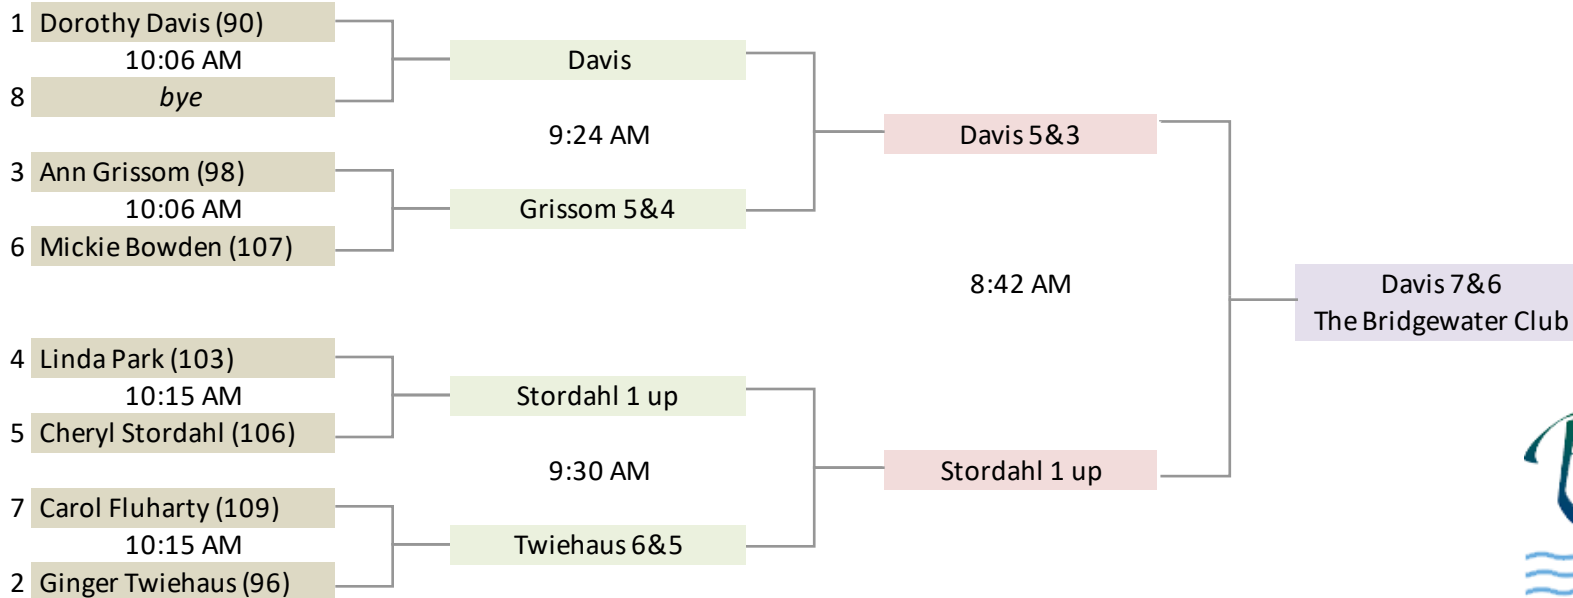 1 Dorothy Davis (90)
10:06 AM
8 bye
3 Ann Grissom (98)
10:06 AM
6 Mickie Bowden (107)
4 Linda Park (103)
10:15 AM
5 Cheryl Stordahl (106)
7 Carol Fluharty (109)
10:15 AM
2 Ginger Twiehaus (96)
Davis
9:24 AM
Grissom 5&4
Stordahl 1 up
9:30 AM
Twiehaus 6&5
Davis 5&3
8:42 AM
Stordahl 1 up
Davis 7&6
The Bridgewater Club